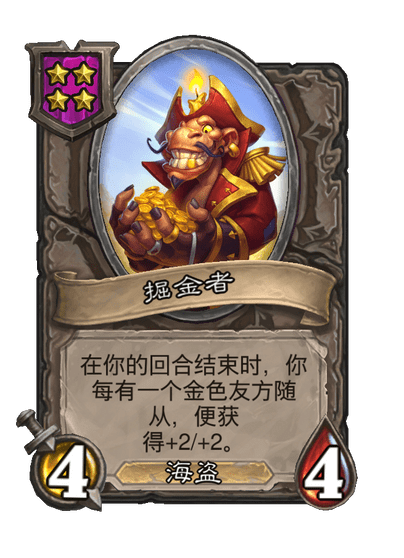 掘金者
在你的回合结束时，你
每有一个金色友方随
从，便获
得+2/+2。
4
海盗
4